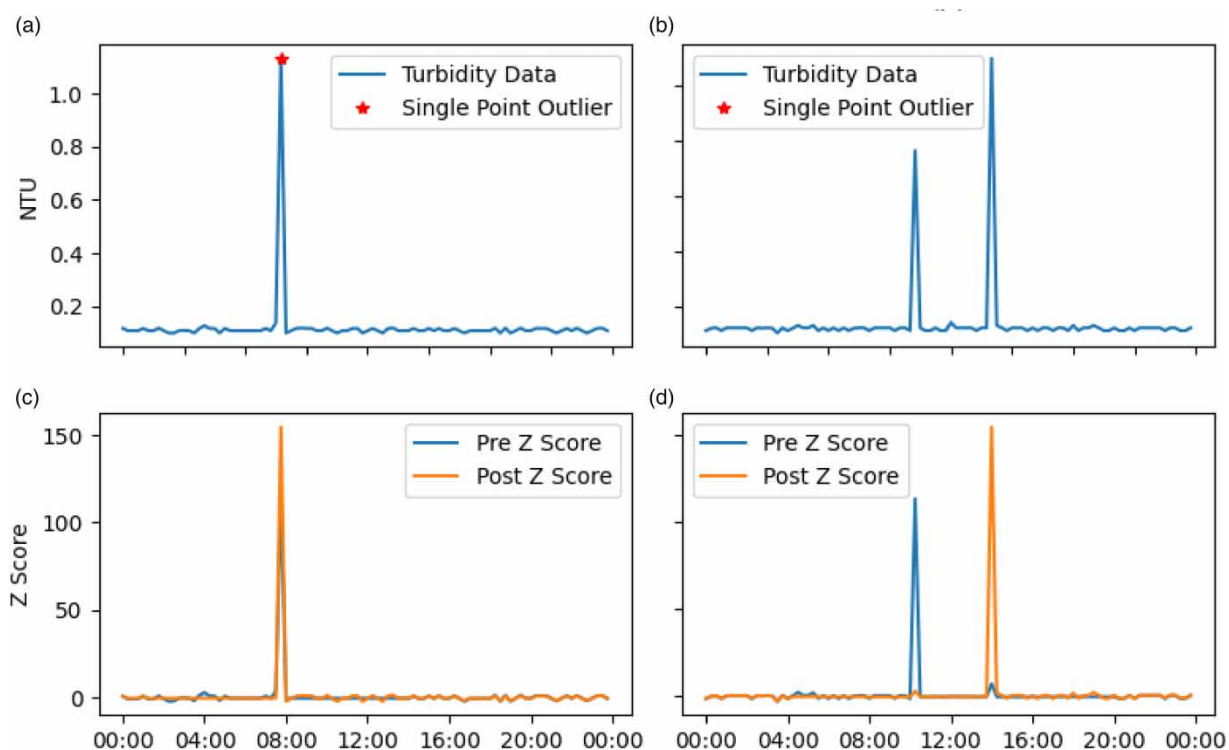 (a)
(b)
Turbidity Data
Single Point Outlier
Turbidity Data
Single Point Outlier
NTU
1.0
0.8
0.6
0.4
0.2
(c)
(d)
Pre Z Score
Post Z Score
Pre Z Score
Post Z Score
Z Score
150
100
50
0
00:00 04:00 08:00 12:00 16:00 20:00 00:00
00:00 04:00 08:00 12:00 16:00 20:00 00:00